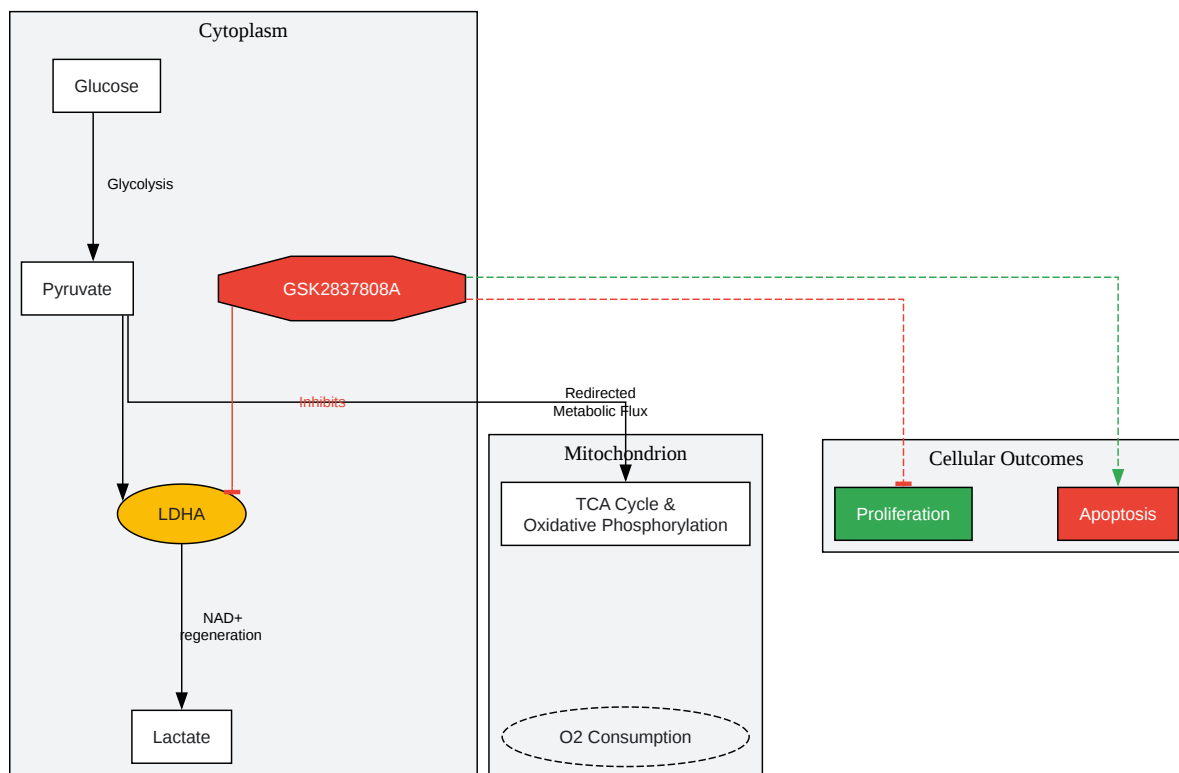 Cytoplasm
Glucose
Glycolysis
Pyruvate
GSK2837808A
Inhibits
Redirected
Metabolic Flux
Mitochondrion
TCA Cycle &
Oxidative Phosphorylation
Cellular Outcomes
Proliferation
Apoptosis
LDHA
NAD+
regeneration
Lactate
O2 Consumption